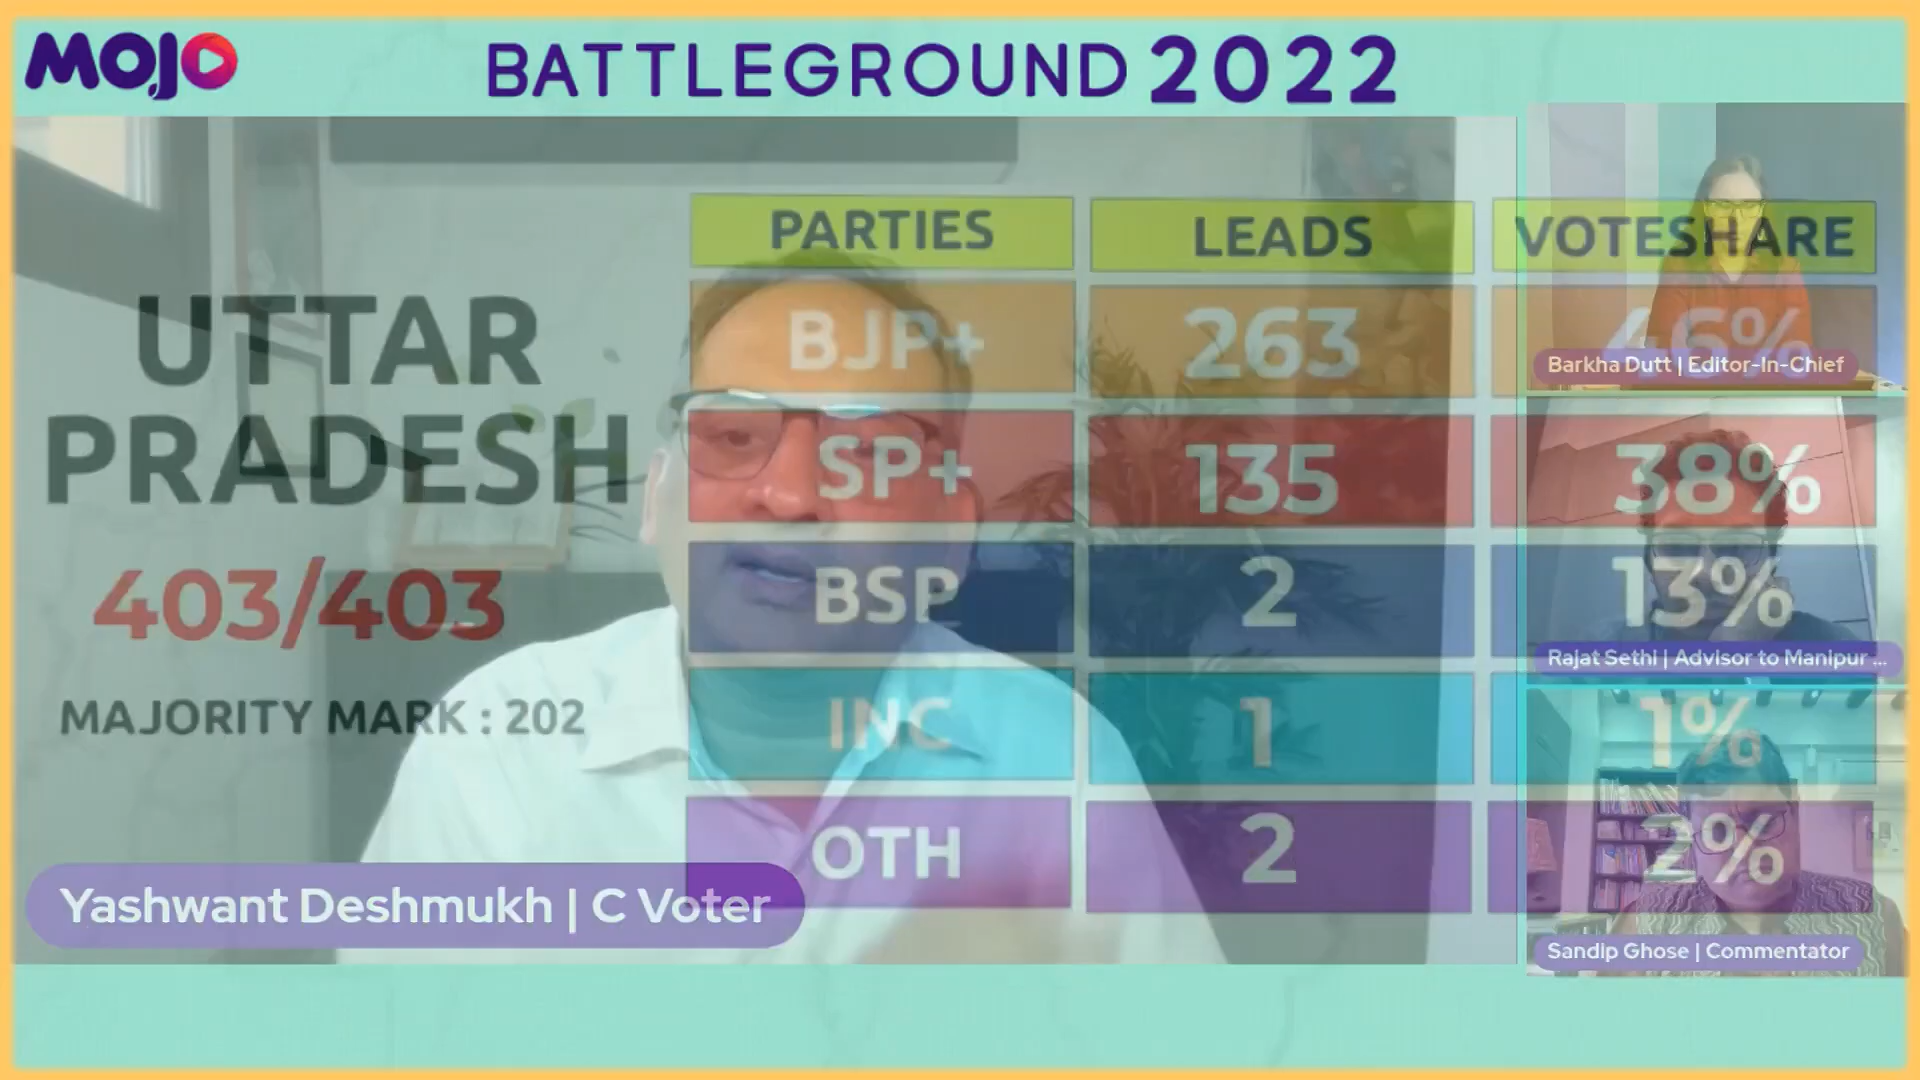 MOJO
BATTLEGROUND 2022
UTTAR
PRADESH
403/403
MAJORITY MARK : 202
PARTIES LEADS VOTESHARE
BJP+ 263 46%
SP+ 135 38%
BSP 2 13%
INC 1 1%
OTH 2 2%
Barkha Dutt | Editor-In-Chief
Rajat Sethi | Advisor to Manipur ...
Sandip Ghose | Commentator
Yashwant Deshmukh | C Voter